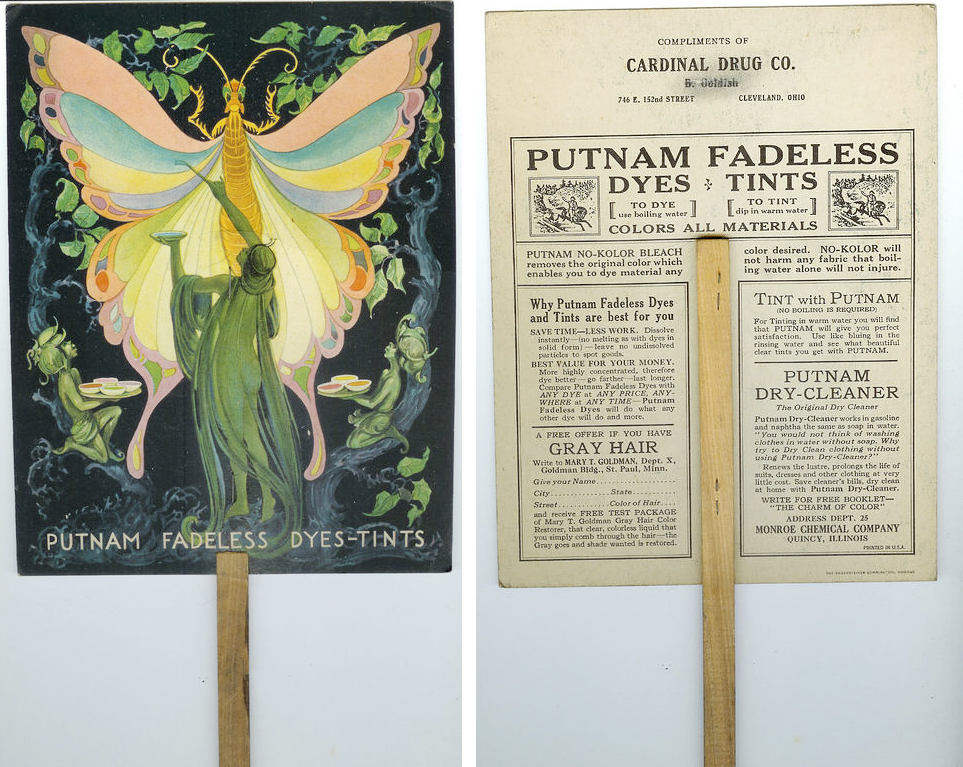 PUTNAM FADELESS DYES-TINTS
COMPLIMENTS OF
CARDINAL DRUG CO.
746 E. 152nd STREET CLEVELAND, OHIO
PUTNAM FADELESS
DYES TINTS
[TO DYE
use boiling water]
[TO TINT
dip in warm water]
COLORS ALL MATERIALS
PUTNAM NO-KOLOR BLEACH
removes the original color which
enables you to dye material any
color desired. NO-KOLOR will
not harm any fabric that boil-
ing water alone will not injure.
Why Putnam Fadeless Dyes
and Tints are best for you
SAVE TIME—LESS WORK. Dissolve
instantly—(no melting as with dyes in
solid form)—leave no undissolved
particles to spot goods.
BEST VALUE FOR YOUR MONEY.
More highly concentrated, therefore
dye better—go farther—last longer.
Compare Putnam Fadeless Dyes with
ANY DYE at ANY PRICE, ANY-
WHERE at ANY TIME—Putnam
Fadeless Dyes will do what any
other dye will do and more.
A FREE OFFER IF YOU HAVE
GRAY HAIR
Write to MARY T. GOLDMAN, Dept. X,
Goldman Bldg., St. Paul, Minn.
Give your Name
City State
Street Color of Hair
and receive FREE TEST PACKAGE
of Mary T. Goldman Gray Hair Color
Restorer, that clear, colorless liquid that
you simply comb through the hair—the
Gray goes and shade wanted is restored.
TINT with PUTNAM
(NO BOILING IS REQUIRED)
For Tinting in warm water you will find
that PUTNAM will give you perfect
satisfaction. Use like bluing in the
rinsing water and see what beautiful
clear tints you get with PUTNAM.
PUTNAM
DRY-CLEANER
The Original Dry Cleaner
Putnam Dry-Cleaner works in gasoline
and naphtha the same as soap in water.
"You would not think of washing
clothes in water without soap. Why
try to Dry Clean clothing without
using Putnam Dry-Cleaner?"
Renews the lustre, prolongs the life of
suits, dresses and other clothing at very
little cost. Save cleaner's bills, dry clean
at home with Putnam Dry-Cleaner.
WRITE FOR FREE BOOKLET—
"THE CHARM OF COLOR"
ADDRESS DEPT. 25
MONROE CHEMICAL COMPANY
QUINCY, ILLINOIS
PRINTED IN U.S.A.